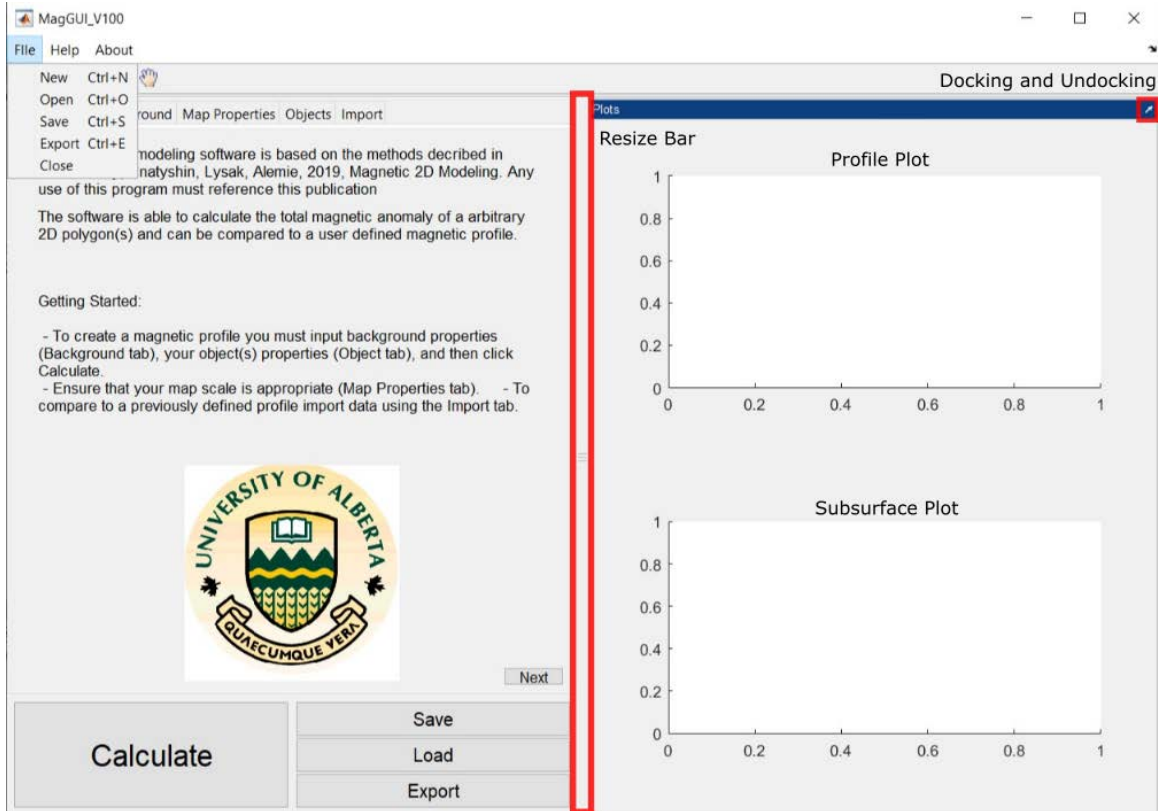 MagGUI_V100
FIle Help About
New Ctrl+N
Open Ctrl+O
Save Ctrl+S
Export Ctrl+E
Close
Docking and Undocking
Map Properties Objects Import
modeling software is based on the methods decribed in
Lysak, Alemie, 2019, Magnetic 2D Modeling. Any
use of this program must reference this publication
The software is able to calculate the total magnetic anomaly of a arbitrary
2D polygon(s) and can be compared to a user defined magnetic profile.
Getting Started:
- To create a magnetic profile you must input background properties
(Background tab), your object(s) properties (Object tab), and then click
Calculate.
- Ensure that your map scale is appropriate (Map Properties tab). - To
compare to a previously defined profile import data using the Import tab.
UNIVERSITY OF ALBERTA
QUAECUMQUE VERA
Next
Calculate
Save
Load
Export
Plots
Resize Bar
Profile Plot
1
0.8
0.6
0.4
0.2
0
0 0.2 0.4 0.6 0.8 1
Subsurface Plot
1
0.8
0.6
0.4
0.2
0
0 0.2 0.4 0.6 0.8 1